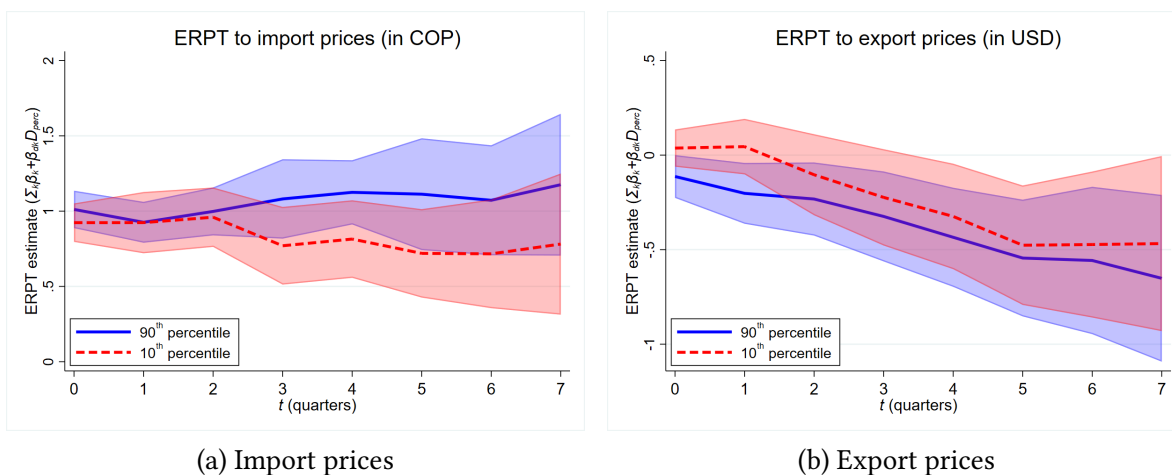 ERPT to import prices (in COP)
ERPT estimate (Σₖβₖ+β_dkD_perc)
2
1.5
1
.5
0
90th percentile
10th percentile
0 1 2 3 4 5 6 7
t (quarters)
(a) Import prices
ERPT to export prices (in USD)
ERPT estimate (Σₖβₖ+β_dkD_perc)
.5
0
-.5
-1
90th percentile
10th percentile
0 1 2 3 4 5 6 7
t (quarters)
(b) Export prices